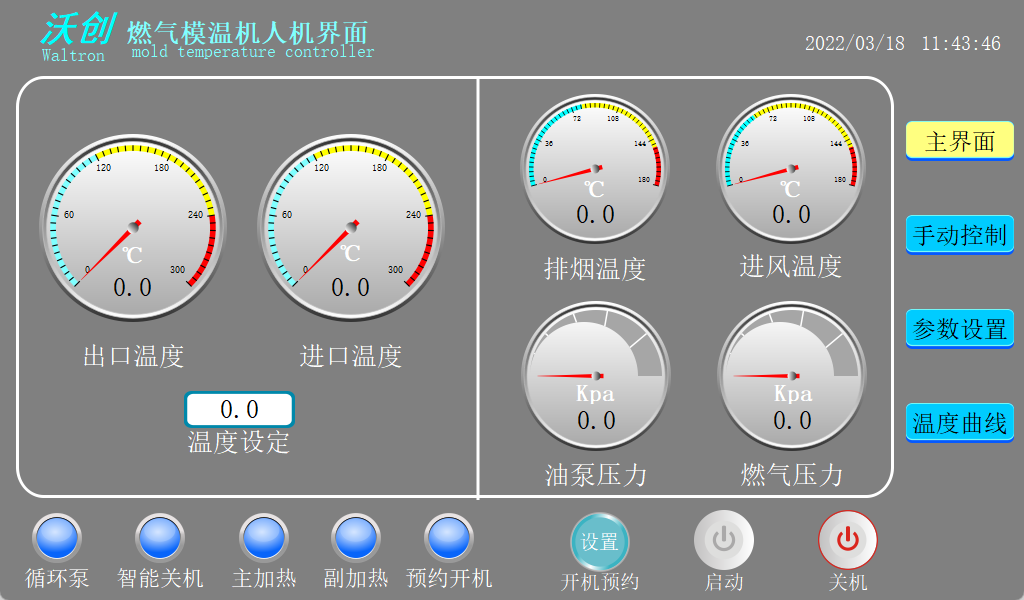 沃创
Waltron
燃气模温机人机界面
mold temperature controller
2022/03/18 11:43:46
0 60 120 180 240 300
℃
0.0
出口温度
0 60 120 180 240 300
℃
0.0
进口温度
0.0
温度设定
0 36 72 108 144 180
℃
0.0
排烟温度
0 36 72 108 144 180
℃
0.0
进风温度
Kpa
0.0
油泵压力
Kpa
0.0
燃气压力
主界面
手动控制
参数设置
温度曲线
循环泵
智能关机
主加热
副加热
预约开机
设置
开机预约
启动
关机